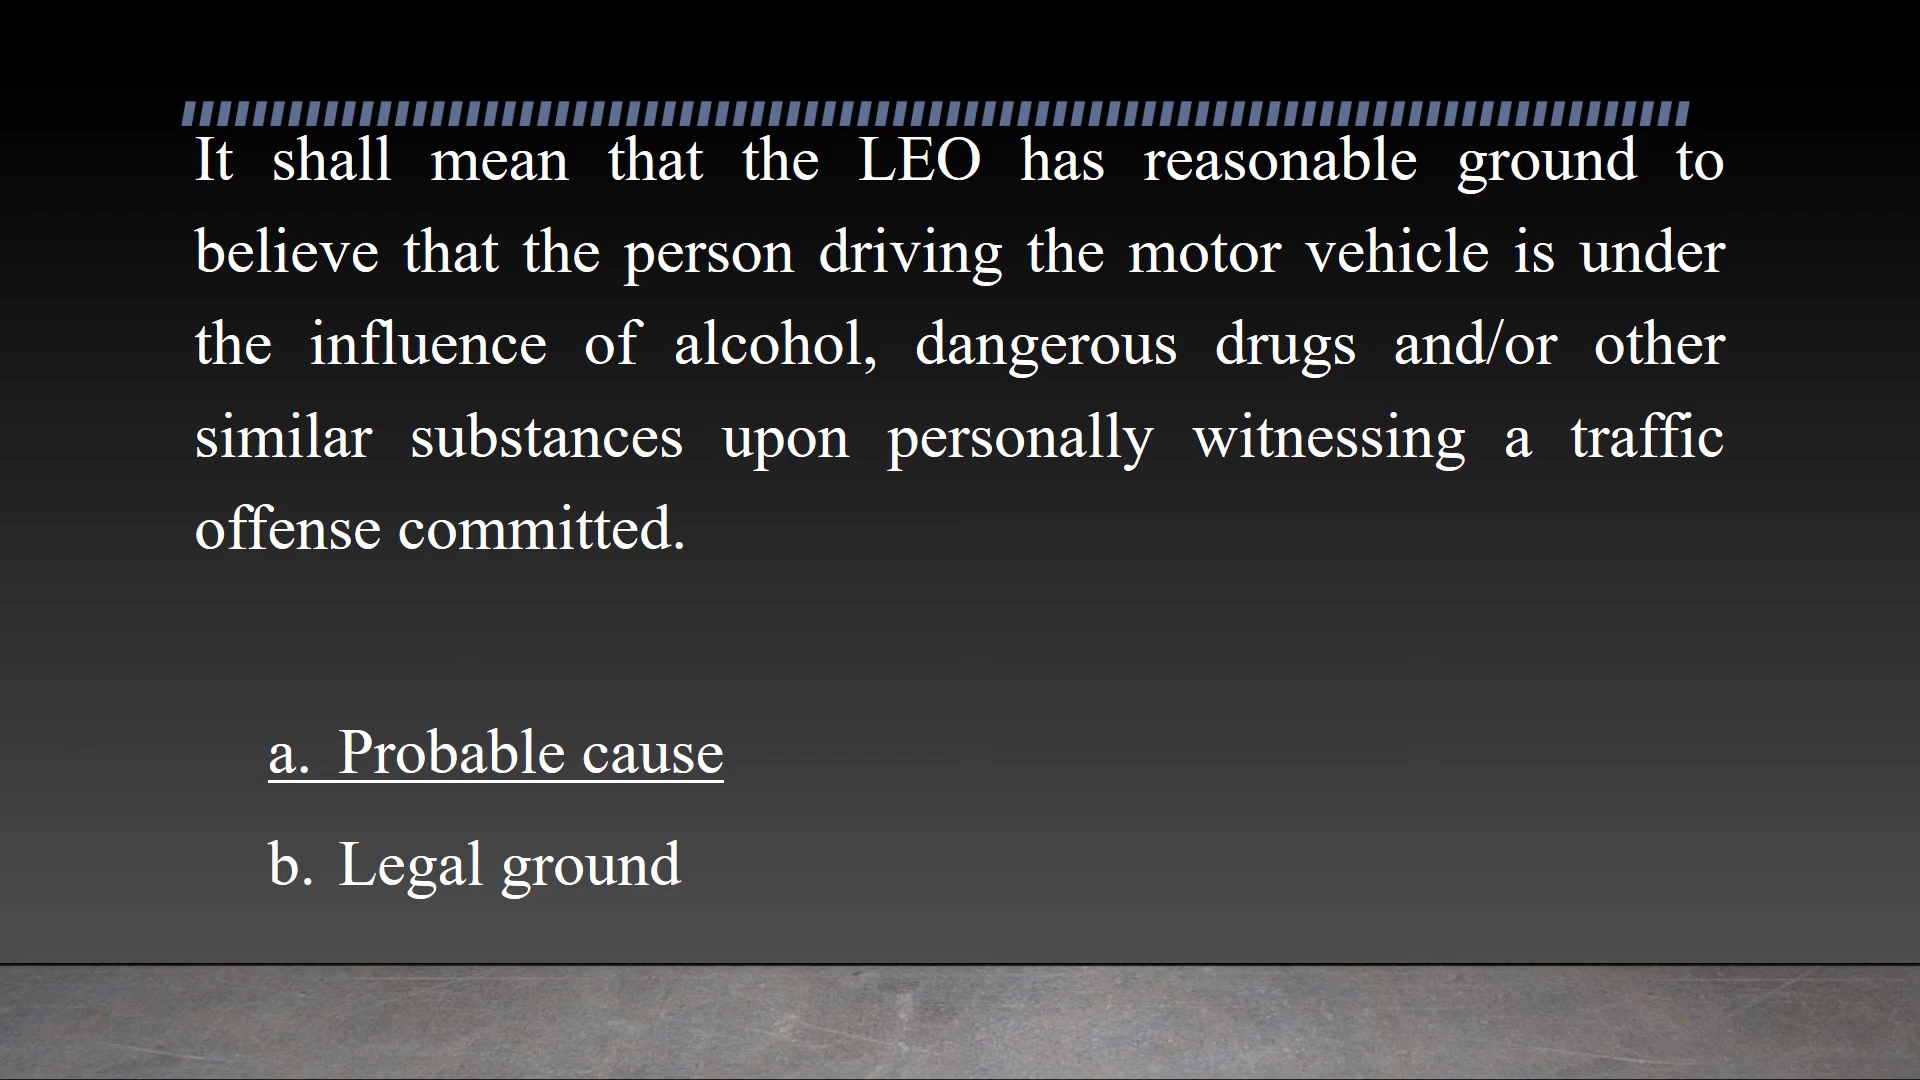 It shall mean that the LEO has reasonable ground to
believe that the person driving the motor vehicle is under
the influence of alcohol, dangerous drugs and/or other
similar substances upon personally witnessing a traffic
offense committed.
a. Probable cause
b. Legal ground